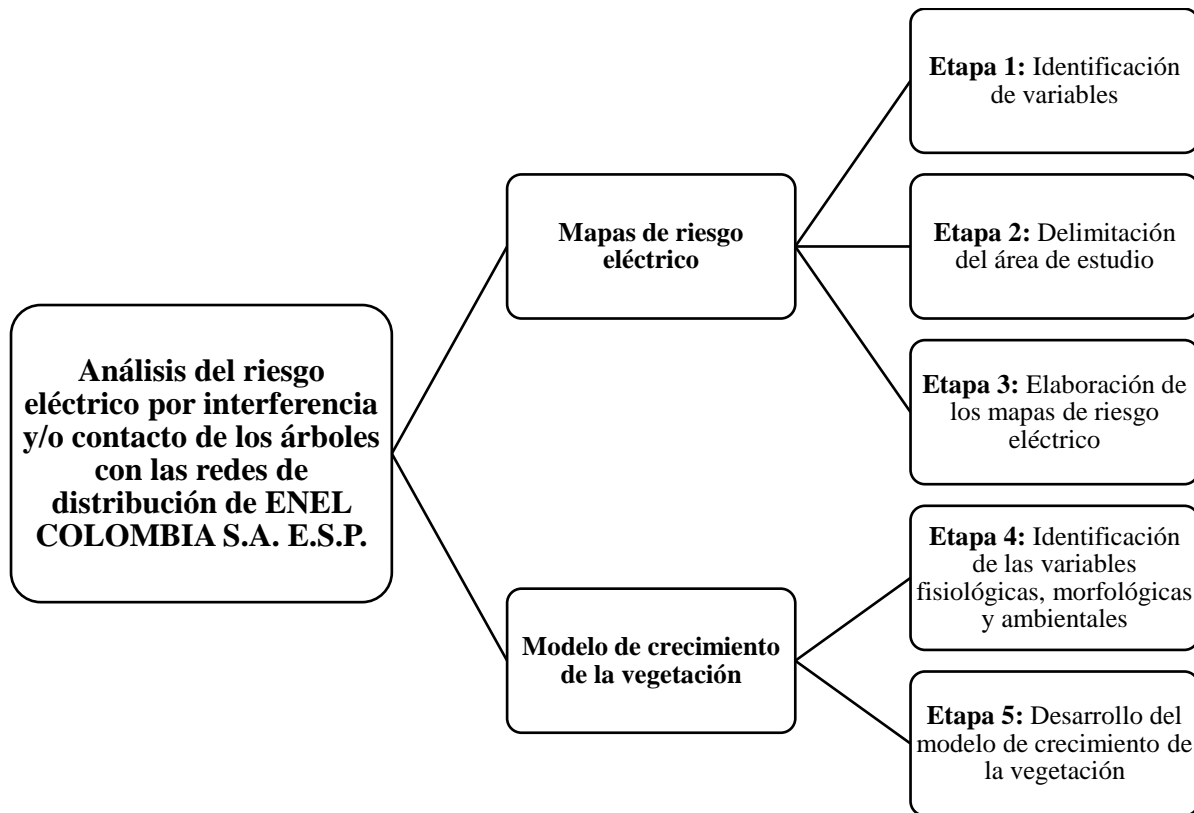 Análisis del riesgo
eléctrico por interferencia
y/o contacto de los árboles
con las redes de
distribución de ENEL
COLOMBIA S.A. E.S.P.
Mapas de riesgo
eléctrico
Etapa 1: Identificación
de variables
Etapa 2: Delimitación
del área de estudio
Etapa 3: Elaboración de
los mapas de riesgo
eléctrico
Modelo de crecimiento
de la vegetación
Etapa 4: Identificación
de las variables
fisiológicas, morfológicas
y ambientales
Etapa 5: Desarrollo del
modelo de crecimiento de
la vegetación